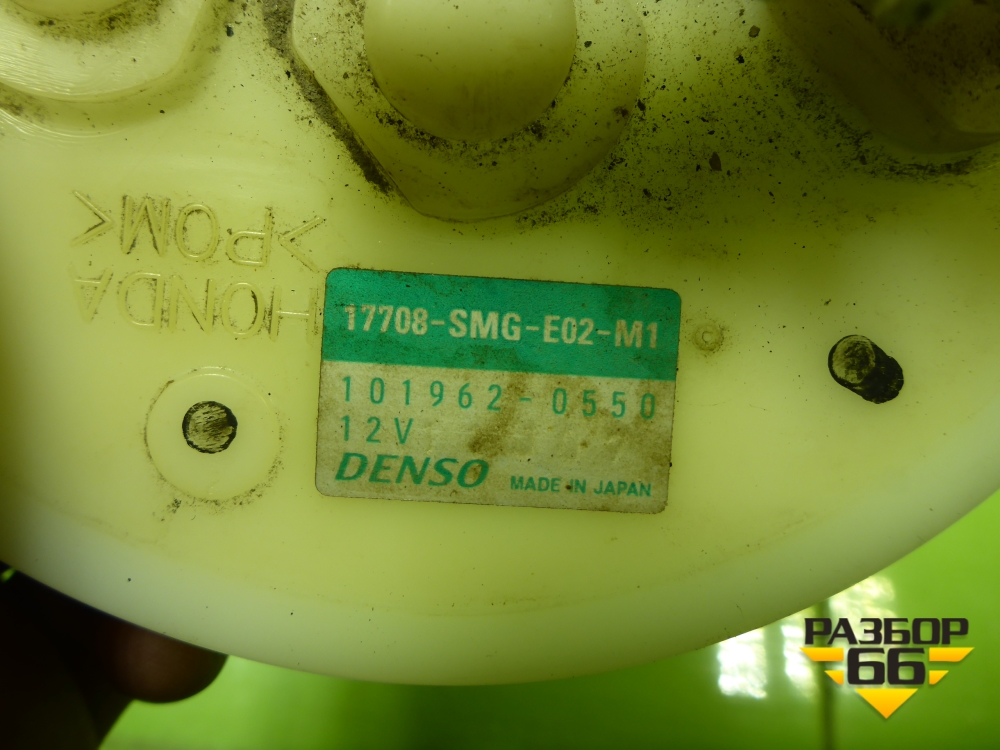 >POM<
HONDA
17708-SMG-E02-M1
101962-0550
12V
DENSO MADE IN JAPAN
РАЗБОР
66